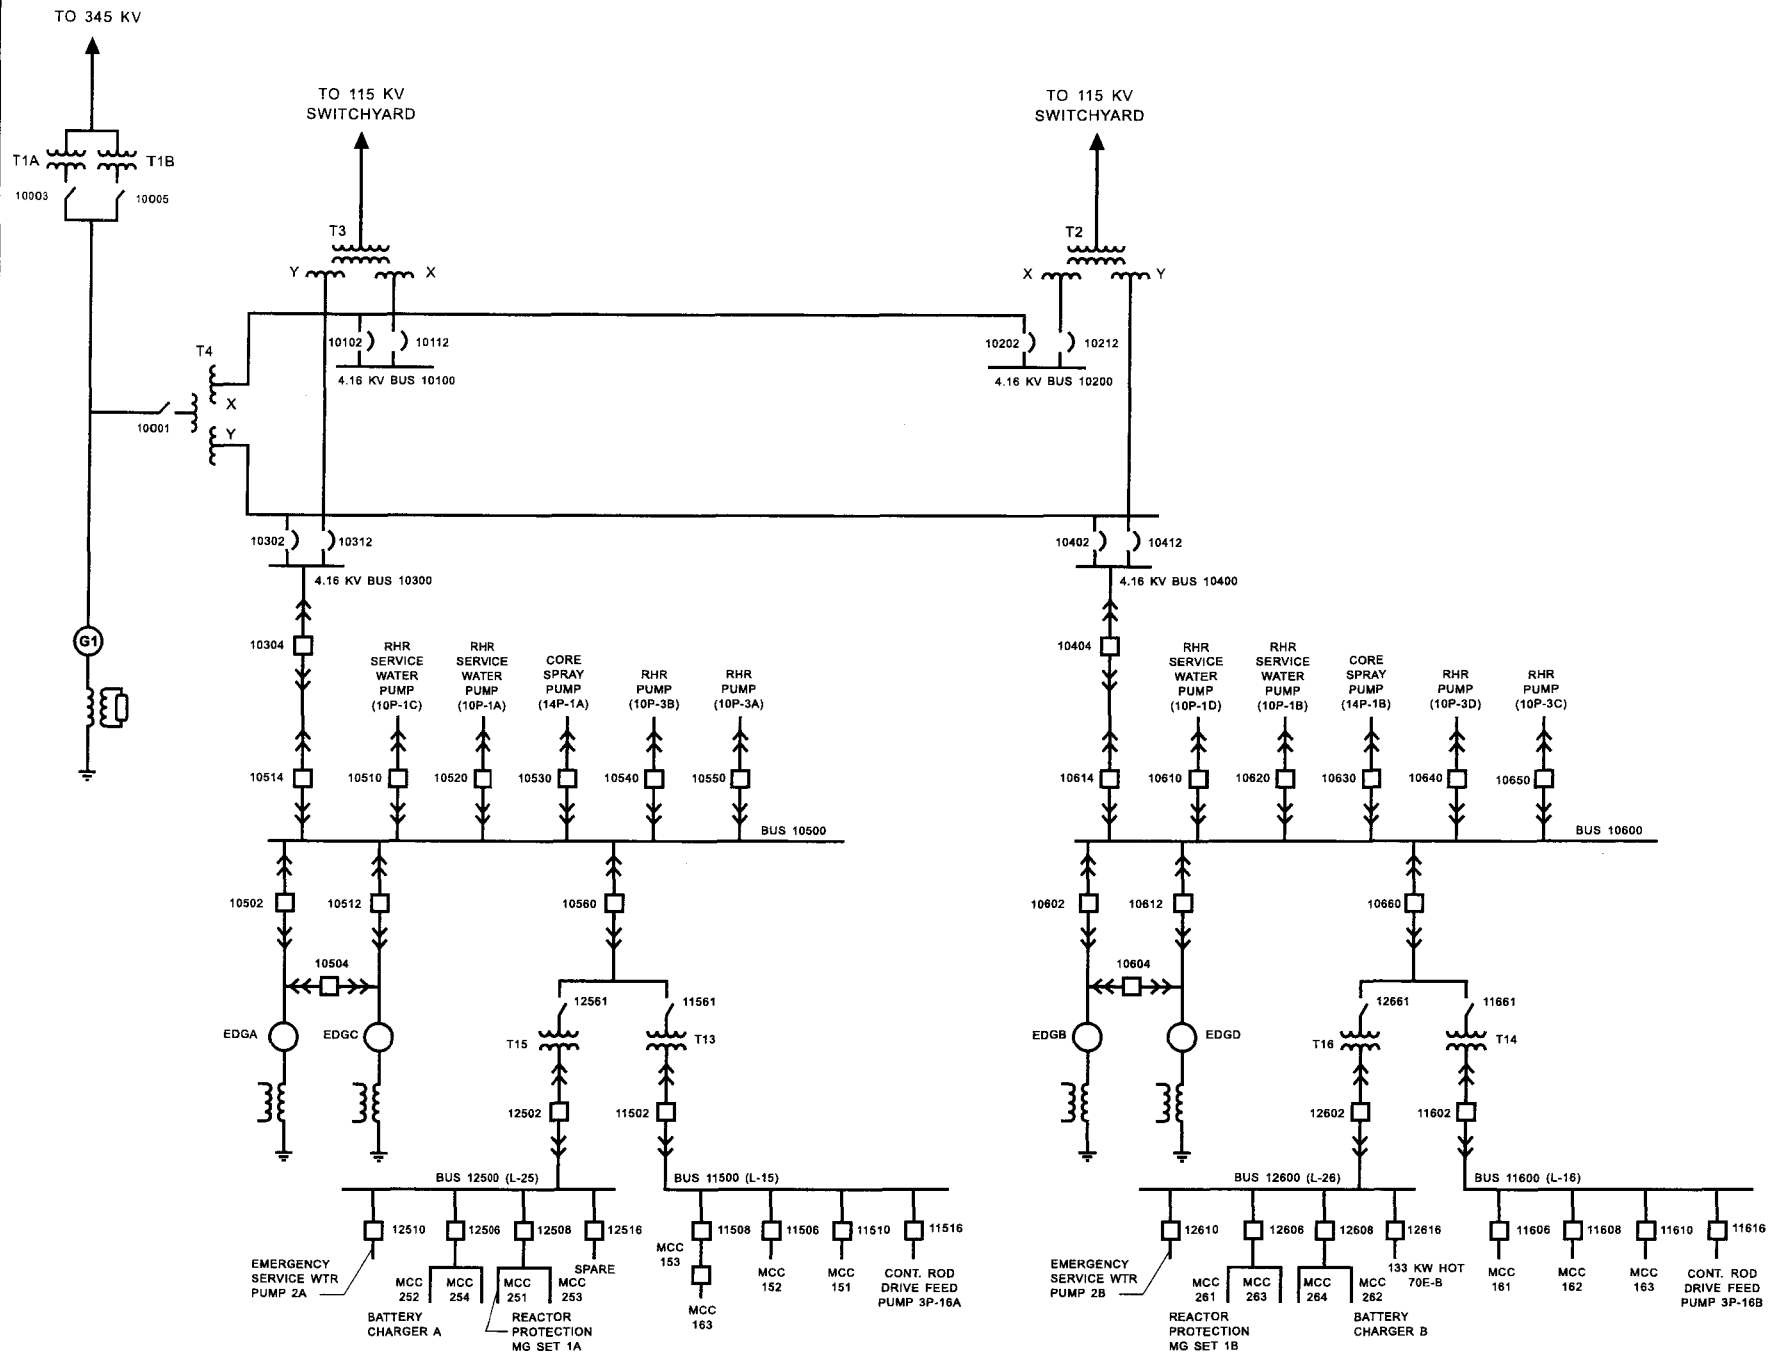 TO 345 KV
TO 115 KV
SWITCHYARD
TO 115 KV
SWITCHYARD
T1A
T1B
10003
10005
T3
Y
X
T2
X
Y
10102
10112
4.16 KV BUS 10100
10202
10212
4.16 KV BUS 10200
T4
X
Y
10001
10302
10312
4.16 KV BUS 10300
10402
10412
4.16 KV BUS 10400
G1
10304
RHR
SERVICE
WATER
PUMP
(10P-1C)
RHR
SERVICE
WATER
PUMP
(10P-1A)
CORE
SPRAY
PUMP
(14P-1A)
RHR
PUMP
(10P-3B)
RHR
PUMP
(10P-3A)
10404
RHR
SERVICE
WATER
PUMP
(10P-1D)
RHR
SERVICE
WATER
PUMP
(10P-1B)
CORE
SPRAY
PUMP
(14P-1B)
RHR
PUMP
(10P-3D)
RHR
PUMP
(10P-3C)
10514
10510
10520
10530
10540
10550
10614
10610
10620
10630
10640
10650
BUS 10500
BUS 10600
10502
10512
10560
10602
10612
10660
10504
10604
12561
11561
12661
11661
EDGA
EDGC
T15
T13
EDGB
EDGD
T16
T14
12502
11502
12602
11602
BUS 12500 (L-25)
BUS 11500 (L-15)
BUS 12600 (L-26)
BUS 11600 (L-16)
12510
12506
12508
12516
11508
11506
11510
11516
12610
12606
12608
12616
11606
11608
11610
11616
EMERGENCY
SERVICE WTR
PUMP 2A
MCC
252
MCC
254
BATTERY
CHARGER A
MCC
251
MCC
253
REACTOR
PROTECTION
MG SET 1A
SPARE
MCC
153
MCC
163
MCC
152
MCC
151
CONT. ROD
DRIVE FEED
PUMP 3P-16A
EMERGENCY
SERVICE WTR
PUMP 2B
MCC
261
MCC
263
REACTOR
PROTECTION
MG SET 1B
MCC
264
MCC
262
BATTERY
CHARGER B
133 KW HOT
70E-B
MCC
161
MCC
162
MCC
163
CONT. ROD
DRIVE FEED
PUMP 3P-16B